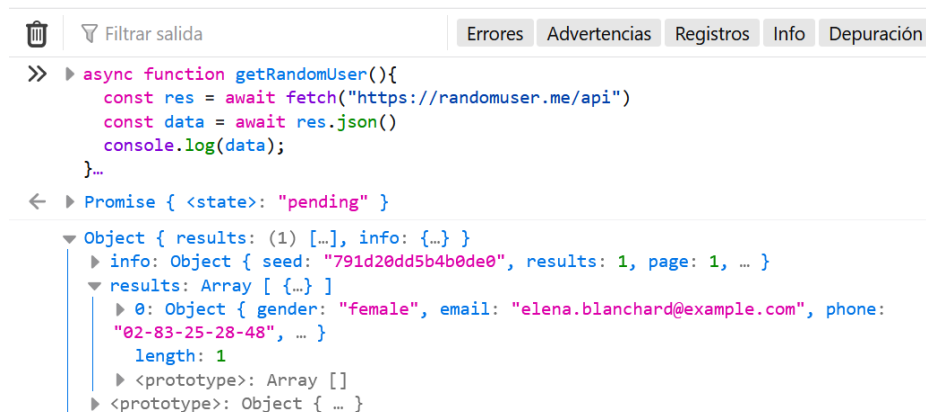 Filtrar salida Errores Advertencias Registros Info Depuración
async function getRandomUser(){
const res = await fetch("https://randomuser.me/api")
const data = await res.json()
console.log(data);
}…
Promise { <state>: "pending" }
Object { results: (1) […], info: {…} }
info: Object { seed: "791d20dd5b4b0de0", results: 1, page: 1, … }
results: Array [ {…} ]
0: Object { gender: "female", email: "elena.blanchard@example.com", phone:
"02-83-25-28-48", … }
length: 1
<prototype>: Array []
<prototype>: Object { … }